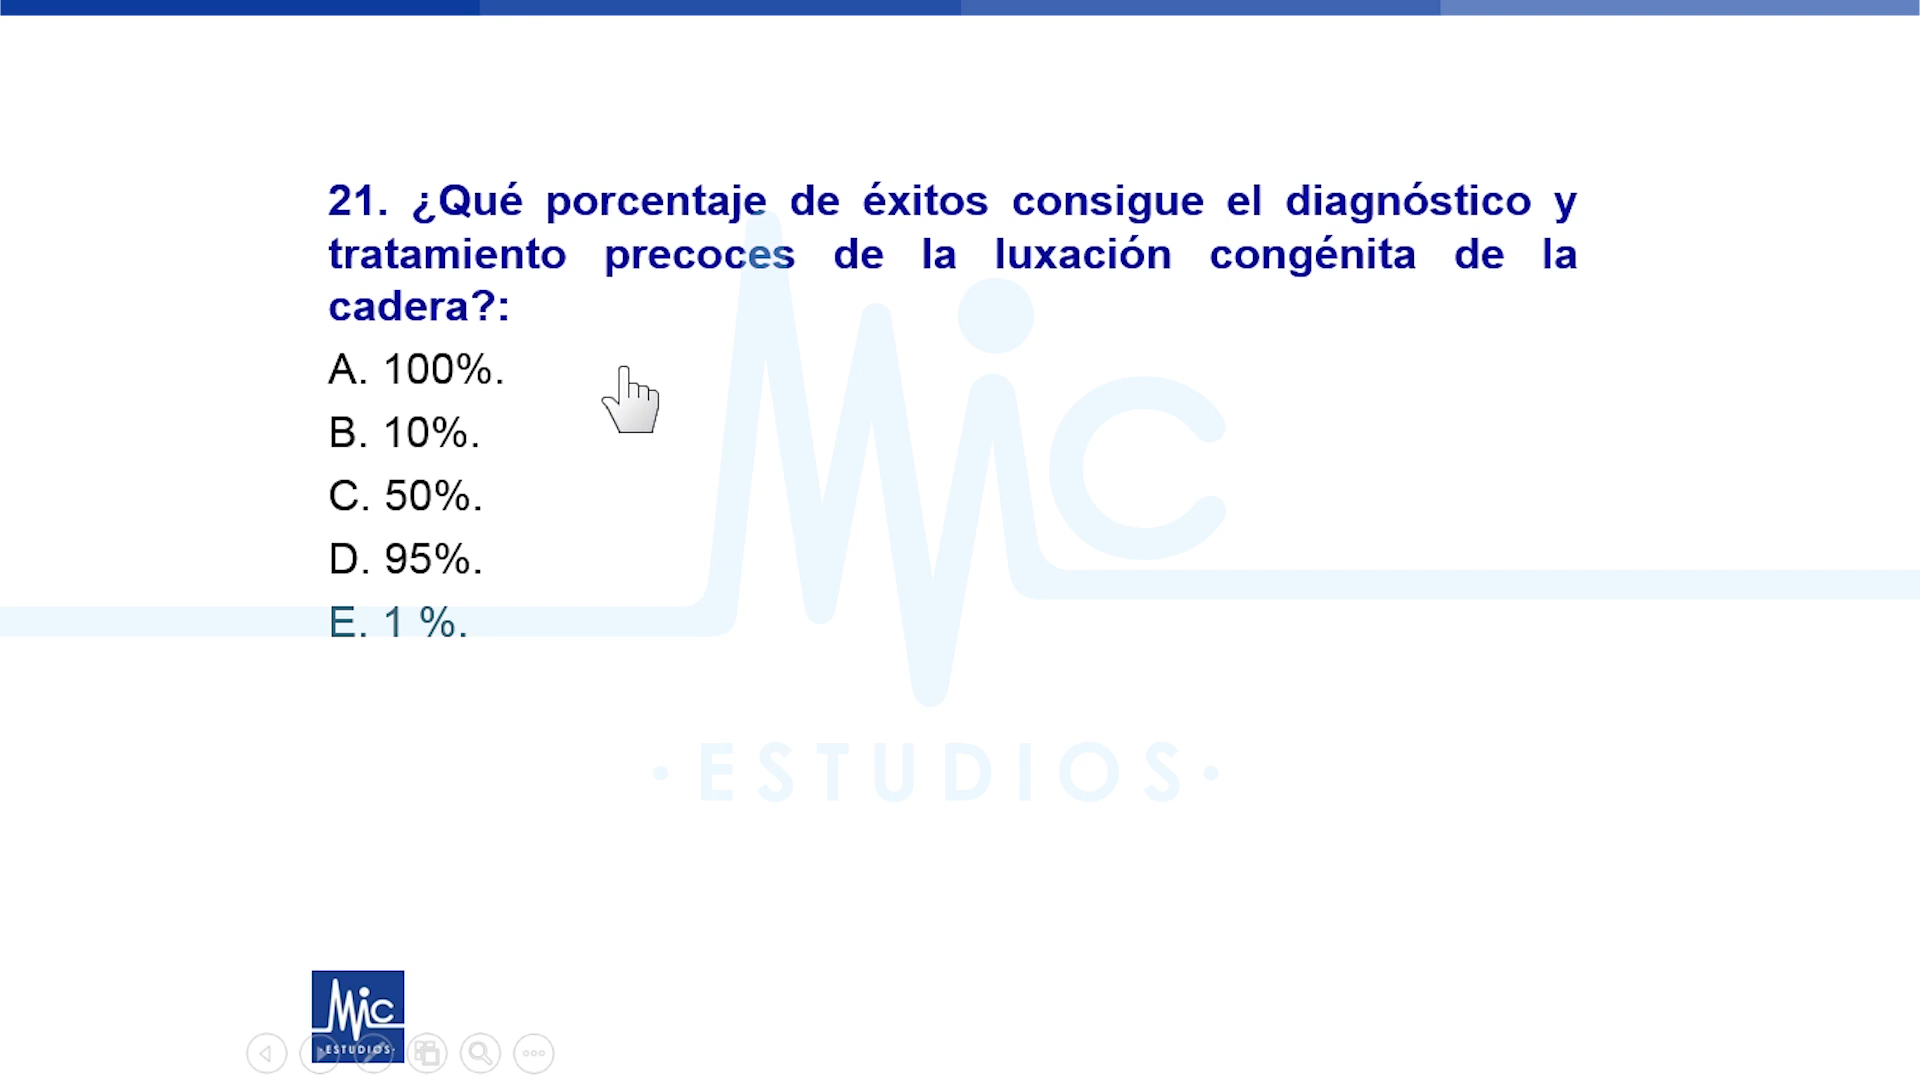 21. ¿Qué porcentaje de éxitos consigue el diagnóstico y
tratamiento precoces de la luxación congénita de la
cadera?:
A. 100%.
B. 10%.
C. 50%.
D. 95%.
E. 1 %.
Mic
·ESTUDIOS·
Mic
·ESTUDIOS·